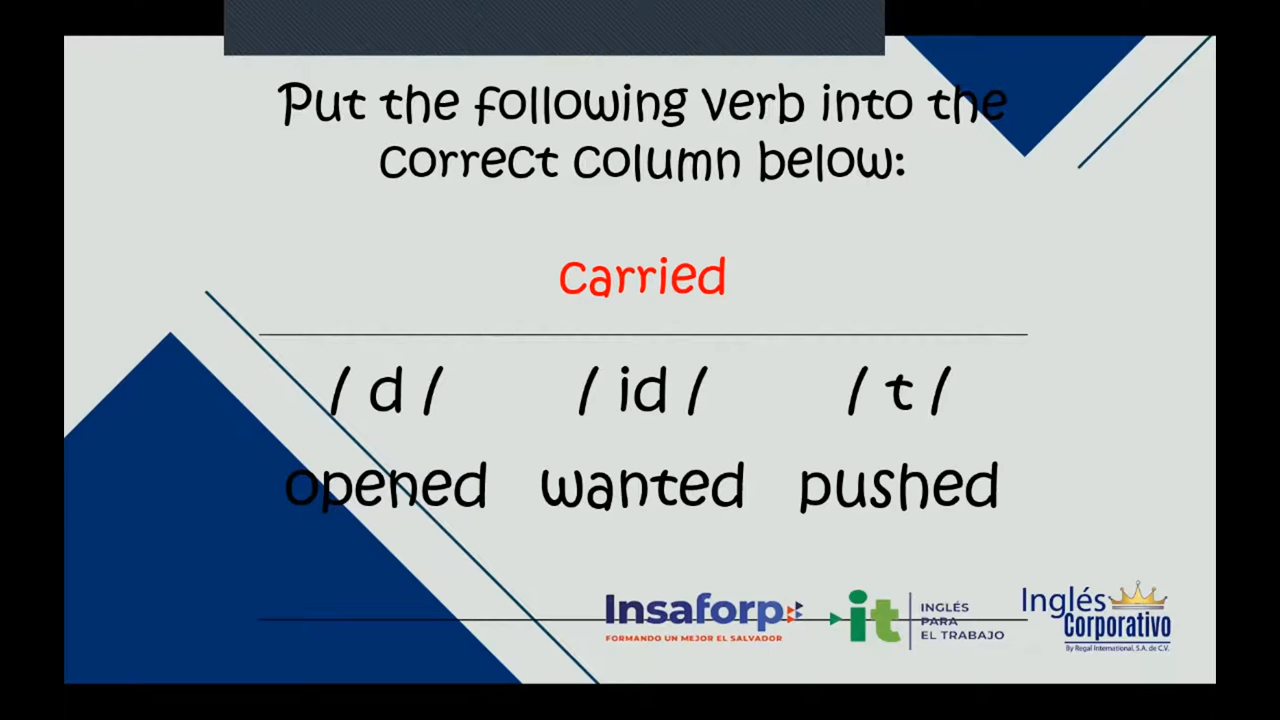 Put the following verb into the
correct column below:
carried
/ d / / id / / t /
opened wanted pushed
Insaforp
FORMANDO UN MEJOR EL SALVADOR
it
INGLÉS
PARA
EL TRABAJO
Inglés
Corporativo
By Regal International, S.A. de C.V.